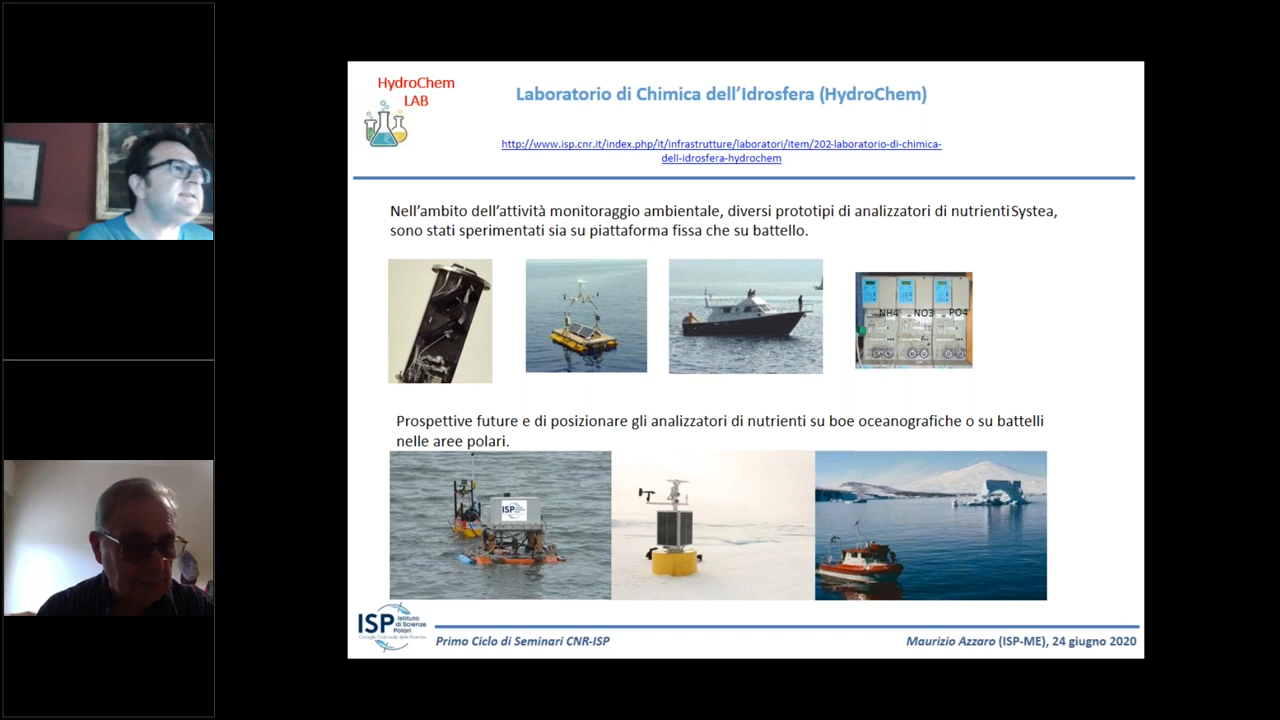 HydroChem
LAB
Laboratorio di Chimica dell'Idrosfera (HydroChem)
http://www.isp.cnr.it/index.php/it/infrastrutture/laboratori/item/202-laboratorio-di-chimica-
dell-idrosfera-hydrochem
Nell'ambito dell'attività monitoraggio ambientale, diversi prototipi di analizzatori di nutrienti Systea,
sono stati sperimentati sia su piattaforma fissa che su battello.
NH4 NO3 PO4
Prospettive future e di posizionare gli analizzatori di nutrienti su boe oceanografiche o su battelli
nelle aree polari.
ISP
ISP Istituto
di Scienze
Polari
Consiglio Nazionale delle Ricerche
Primo Ciclo di Seminari CNR-ISP
Maurizio Azzaro (ISP-ME), 24 giugno 2020